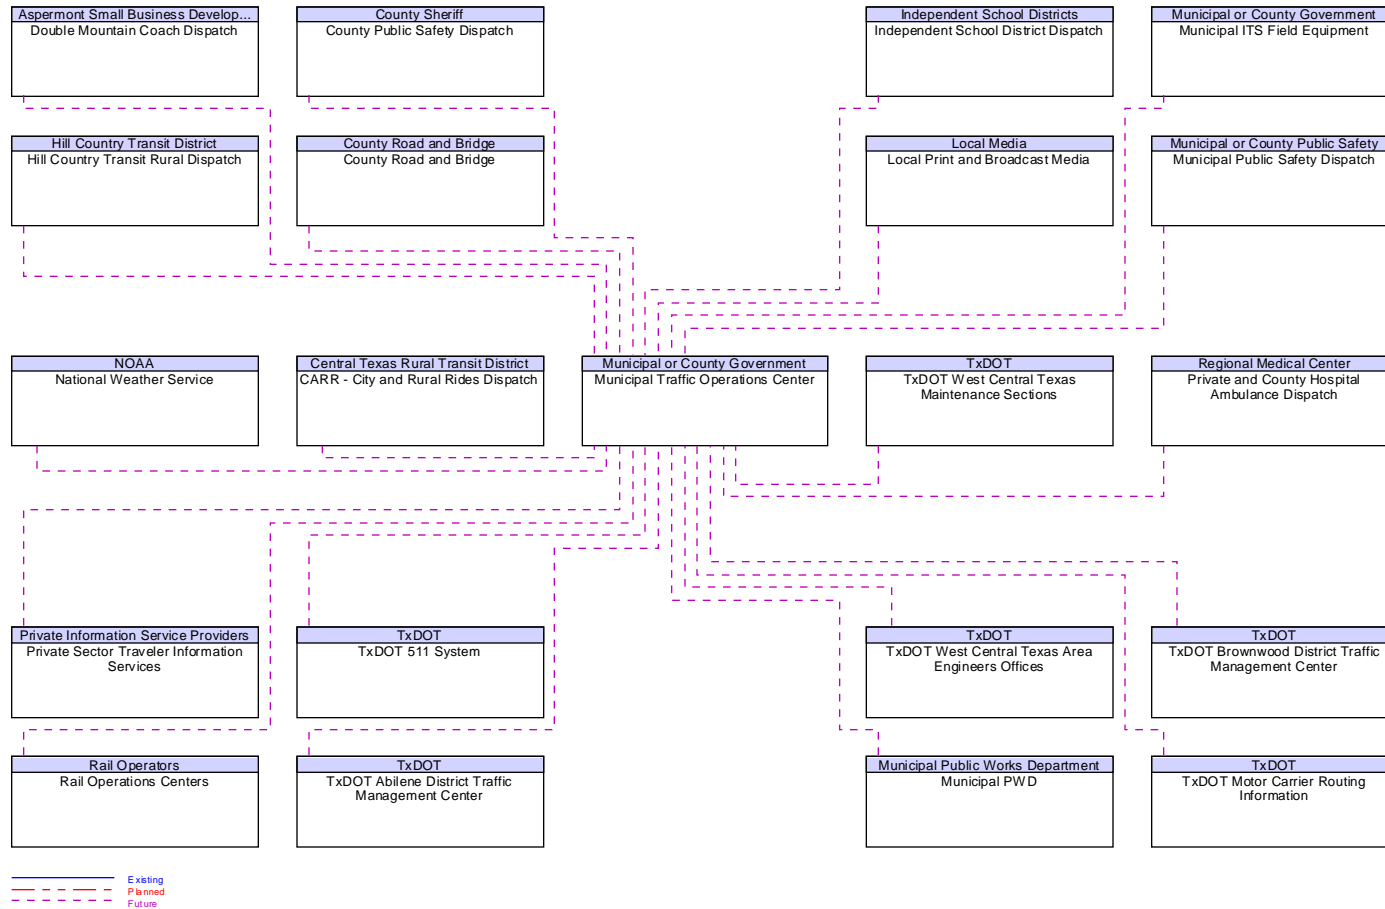 Aspermont Small Business Develop...
Double Mountain Coach Dispatch
County Sheriff
County Public Safety Dispatch
Independent School Districts
Independent School District Dispatch
Municipal or County Government
Municipal ITS Field Equipment
Hill Country Transit District
Hill Country Transit Rural Dispatch
County Road and Bridge
County Road and Bridge
Local Media
Local Print and Broadcast Media
Municipal or County Public Safety
Municipal Public Safety Dispatch
NOAA
National Weather Service
Central Texas Rural Transit District
CARR - City and Rural Rides Dispatch
Municipal or County Government
Municipal Traffic Operations Center
TxDOT
TxDOT West Central Texas
Maintenance Sections
Regional Medical Center
Private and County Hospital
Ambulance Dispatch
Private Information Service Providers
Private Sector Traveler Information
Services
TxDOT
TxDOT 511 System
TxDOT
TxDOT West Central Texas Area
Engineers Offices
TxDOT
TxDOT Brownwood District Traffic
Management Center
Rail Operators
Rail Operations Centers
TxDOT
TxDOT Abilene District Traffic
Management Center
Municipal Public Works Department
Municipal PWD
TxDOT
TxDOT Motor Carrier Routing
Information
Existing
Planned
Future